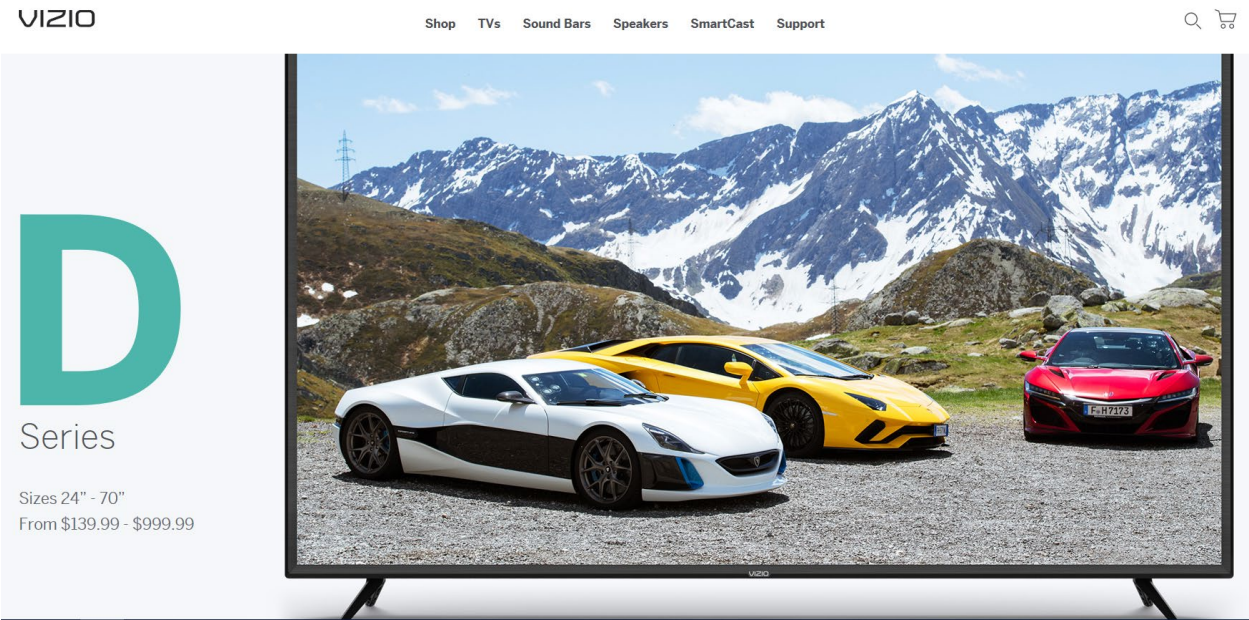 VIZIO
Shop TVs Sound Bars Speakers SmartCast Support
D
Series
Sizes 24” - 70”
From $139.99 - $999.99
F-H7173
VIZIO